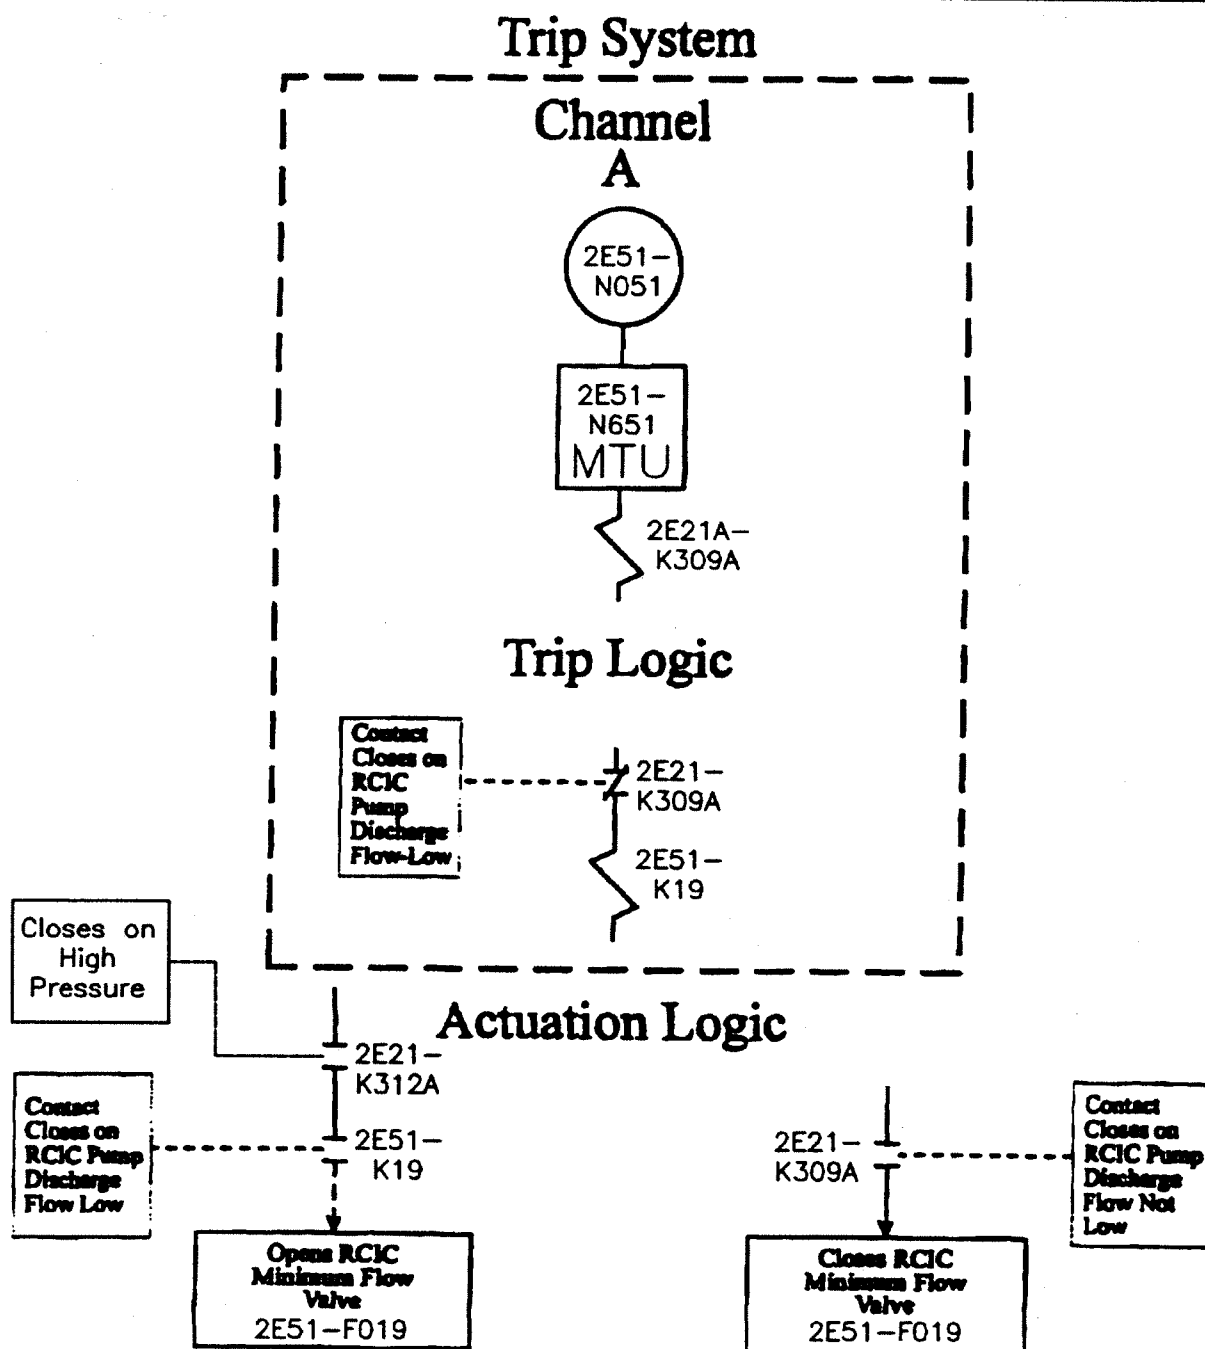 Trip System
Channel
A
2E51-
N051
2E51-
N651
MTU
2E21A-
K309A
Trip Logic
Contact
Closes on
RCIC
Pump
Discharge
Flow-Low
2E21-
K309A
2E51-
K19
Closes on
High
Pressure
Actuation Logic
2E21-
K312A
Contact
Closes on
RCIC Pump
Discharge
Flow Low
2E51-
K19
2E21-
K309A
Contact
Closes on
RCIC Pump
Discharge
Flow Not
Low
Opens RCIC
Minimum Flow
Valve
2E51-F019
Closes RCIC
Minimum Flow
Valve
2E51-F019